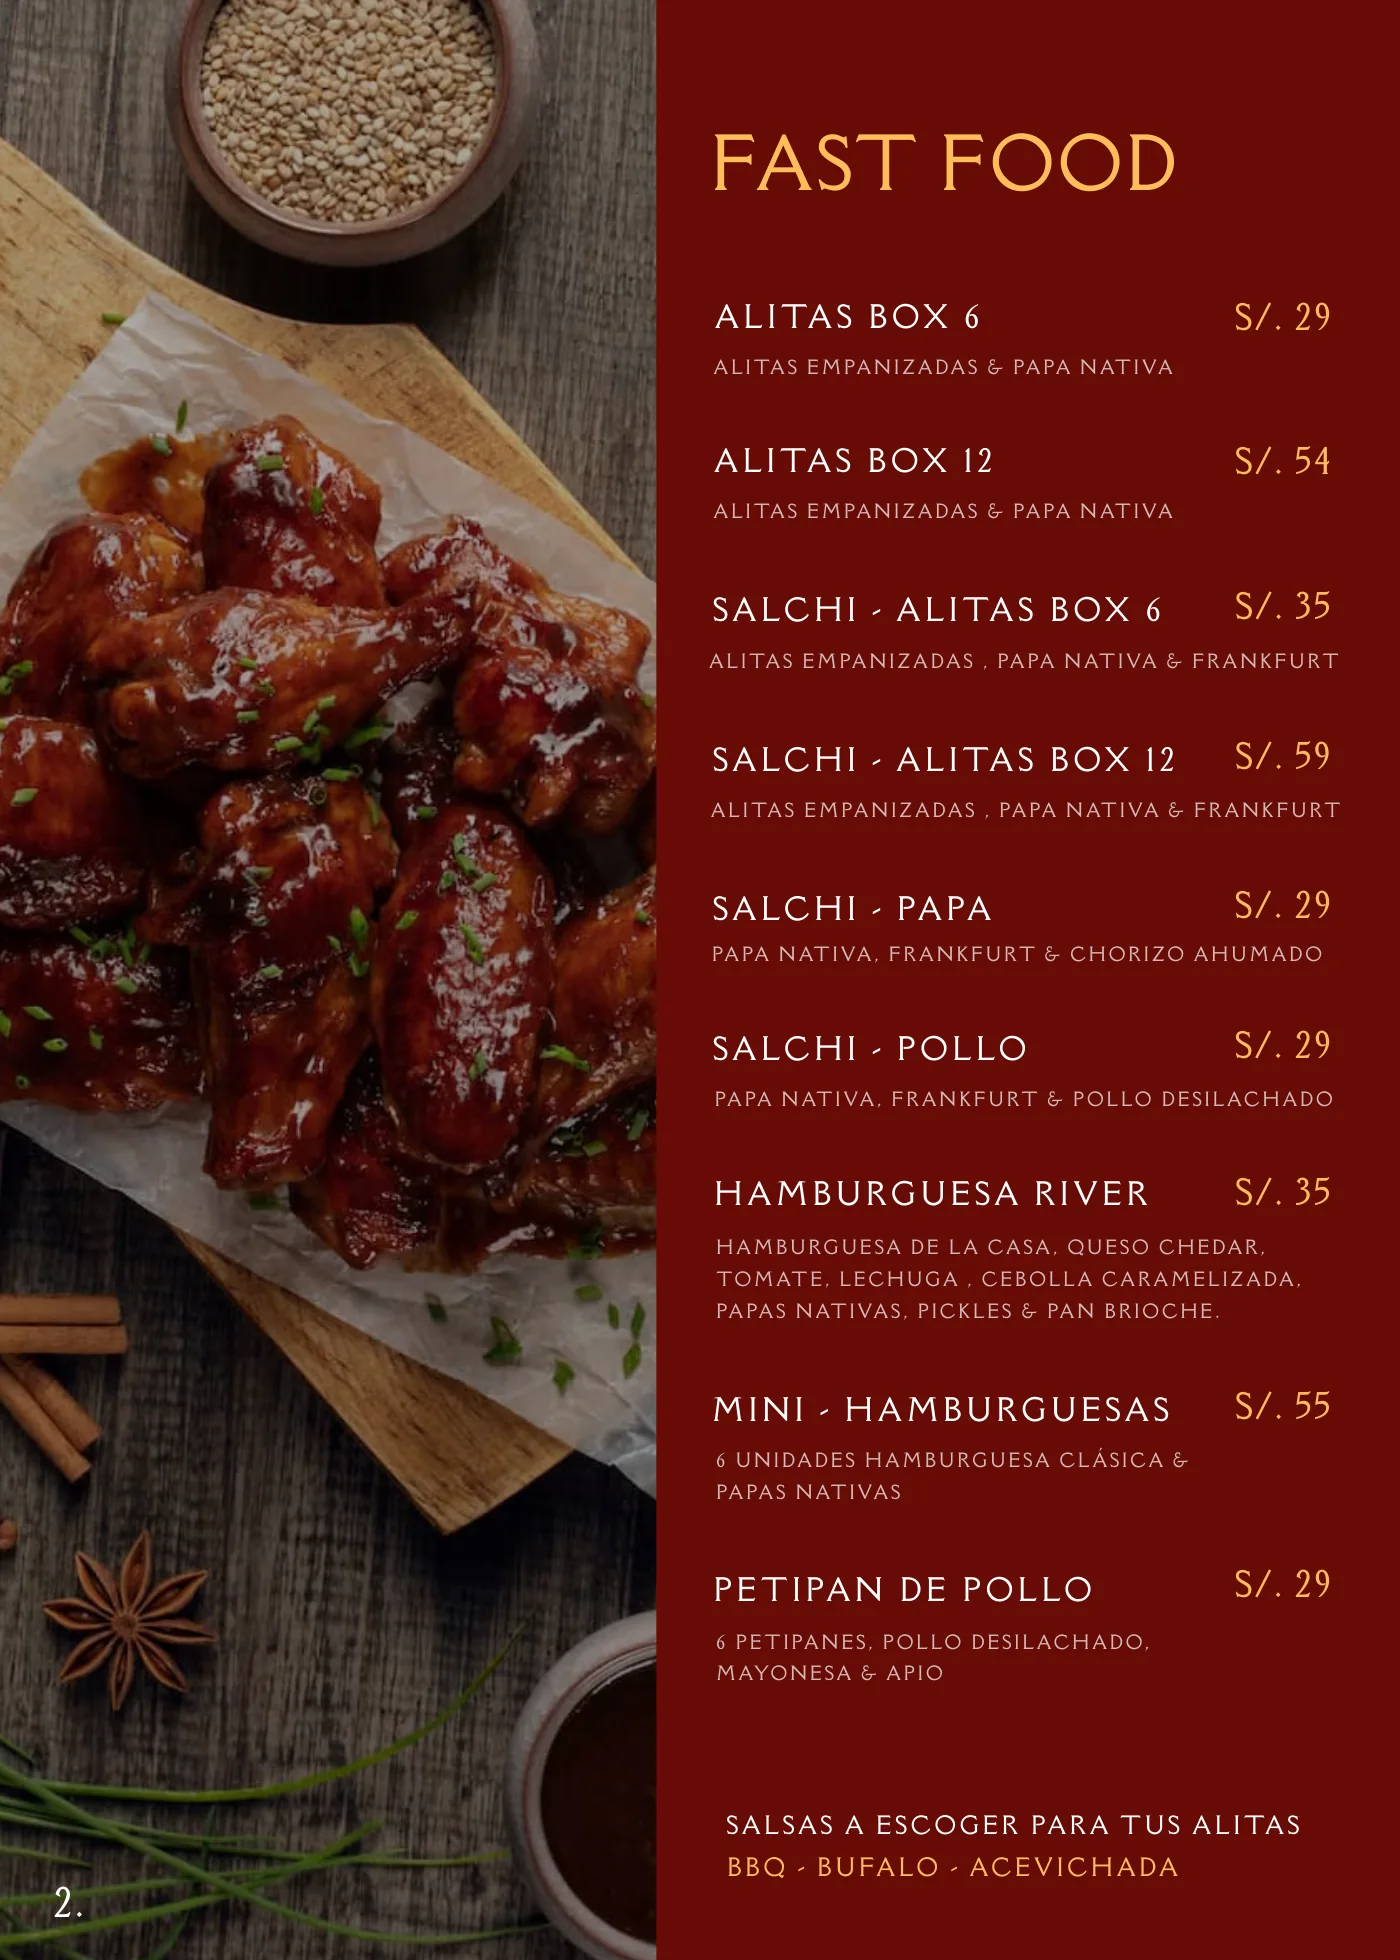 FAST FOOD
ALITAS BOX 6 S/. 29
ALITAS EMPANIZADAS & PAPA NATIVA
ALITAS BOX 12 S/. 54
ALITAS EMPANIZADAS & PAPA NATIVA
SALCHI - ALITAS BOX 6 S/. 35
ALITAS EMPANIZADAS , PAPA NATIVA & FRANKFURT
SALCHI - ALITAS BOX 12 S/. 59
ALITAS EMPANIZADAS , PAPA NATIVA & FRANKFURT
SALCHI - PAPA S/. 29
PAPA NATIVA, FRANKFURT & CHORIZO AHUMADO
SALCHI - POLLO S/. 29
PAPA NATIVA, FRANKFURT & POLLO DESILACHADO
HAMBURGUESA RIVER S/. 35
HAMBURGUESA DE LA CASA, QUESO CHEDAR,
TOMATE, LECHUGA , CEBOLLA CARAMELIZADA,
PAPAS NATIVAS, PICKLES & PAN BRIOCHE.
MINI - HAMBURGUESAS S/. 55
6 UNIDADES HAMBURGUESA CLÁSICA &
PAPAS NATIVAS
PETIPAN DE POLLO S/. 29
6 PETIPANES, POLLO DESILACHADO,
MAYONESA & APIO
SALSAS A ESCOGER PARA TUS ALITAS
BBQ - BUFALO - ACEVICHADA
2.